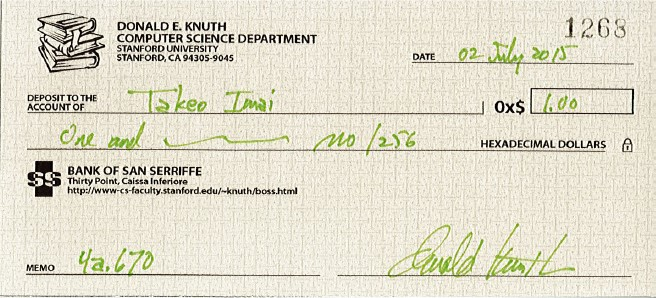 1268
DONALD E. KNUTH
COMPUTER SCIENCE DEPARTMENT
STANFORD UNIVERSITY
STANFORD, CA 94305-9045
DATE 02 July 2015
DEPOSIT TO THE
ACCOUNT OF Takeo Imai 0x$ 1.00
One and no/256 HEXADECIMAL DOLLARS
SS BANK OF SAN SERRIFFE
Thirty Point, Caissa Inferiore
http://www-cs-faculty.stanford.edu/~knuth/boss.html
MEMO 4a.670 Donald Knuth